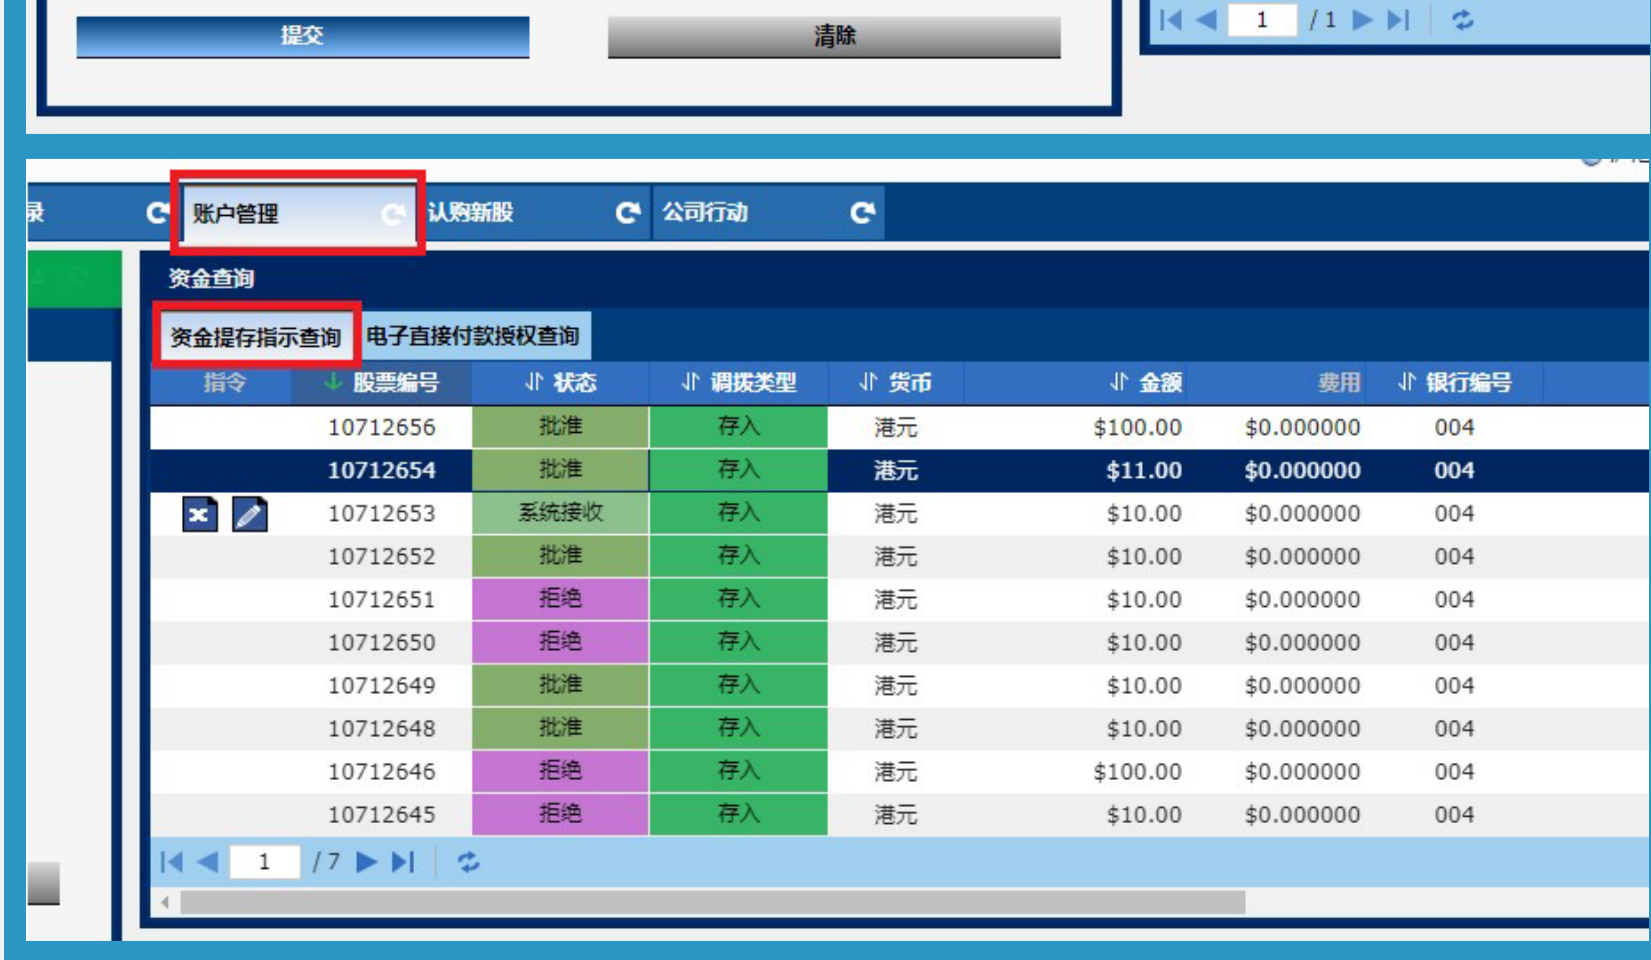 提交 清除 1 / 1
录 账户管理 认购新股 公司行动
资金查询
资金提存指示查询 电子直接付款授权查询
指令 股票编号 状态 调拨类型 货币 金额 费用 银行编号
10712656 批准 存入 港元 $100.00 $0.000000 004
10712654 批准 存入 港元 $11.00 $0.000000 004
10712653 系统接收 存入 港元 $10.00 $0.000000 004
10712652 批准 存入 港元 $10.00 $0.000000 004
10712651 拒绝 存入 港元 $10.00 $0.000000 004
10712650 拒绝 存入 港元 $10.00 $0.000000 004
10712649 批准 存入 港元 $10.00 $0.000000 004
10712648 批准 存入 港元 $10.00 $0.000000 004
10712646 拒绝 存入 港元 $100.00 $0.000000 004
10712645 拒绝 存入 港元 $10.00 $0.000000 004
1 / 7